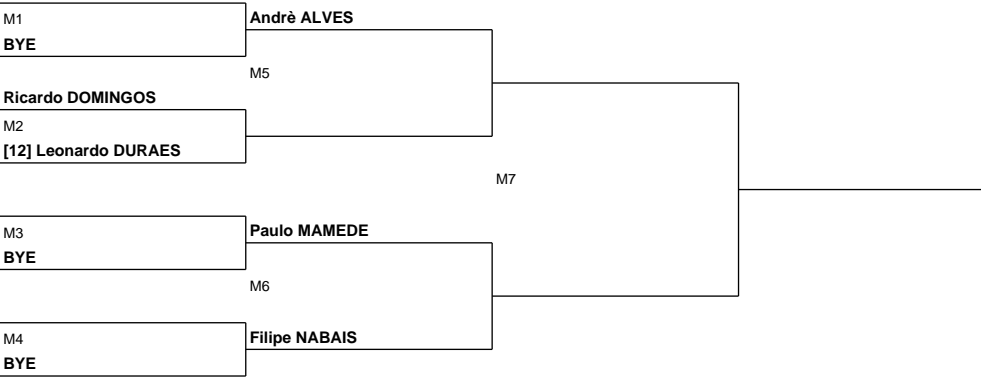 M1
Andrè ALVES
BYE
M5
Ricardo DOMINGOS
M2
[12] Leonardo DURAES
M7
M3
Paulo MAMEDE
BYE
M6
M4
Filipe NABAIS
BYE